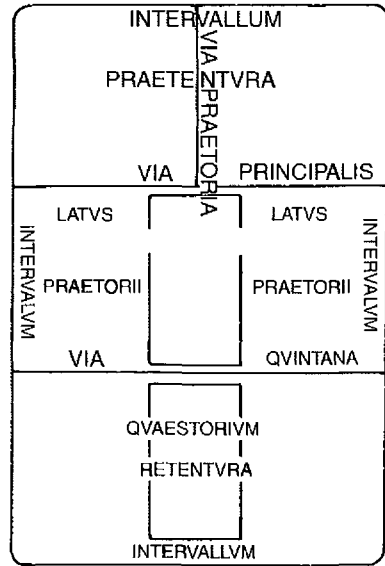 INTERVALLUM
VIA PRAETORIA
PRAETENTVRA
VIA PRINCIPALIS
LATVS LATVS
INTERVALVM
PRAETORII PRAETORII
INTERVALVM
VIA QVINTANA
QVAESTORIVM
RETENTVRA
INTERVALLVM